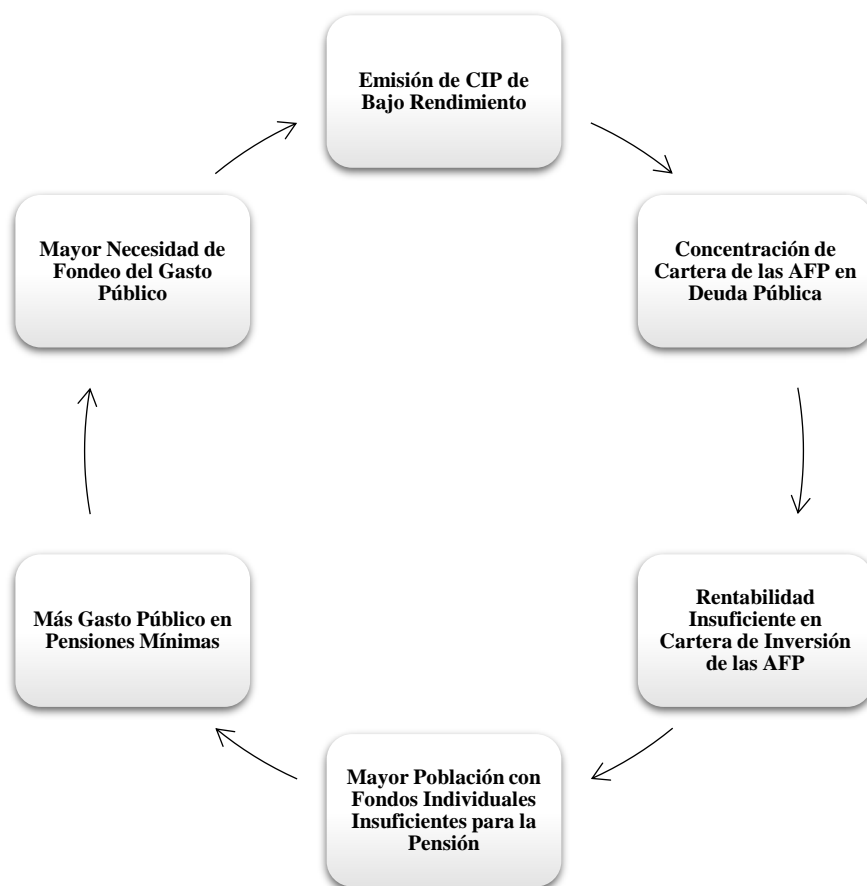 Emisión de CIP de
Bajo Rendimiento
Concentración de
Cartera de las AFP en
Deuda Pública
Rentabilidad
Insuficiente en
Cartera de Inversión
de las AFP
Mayor Población con
Fondos Individuales
Insuficientes para la
Pensión
Más Gasto Público en
Pensiones Mínimas
Mayor Necesidad de
Fondeo del Gasto
Público